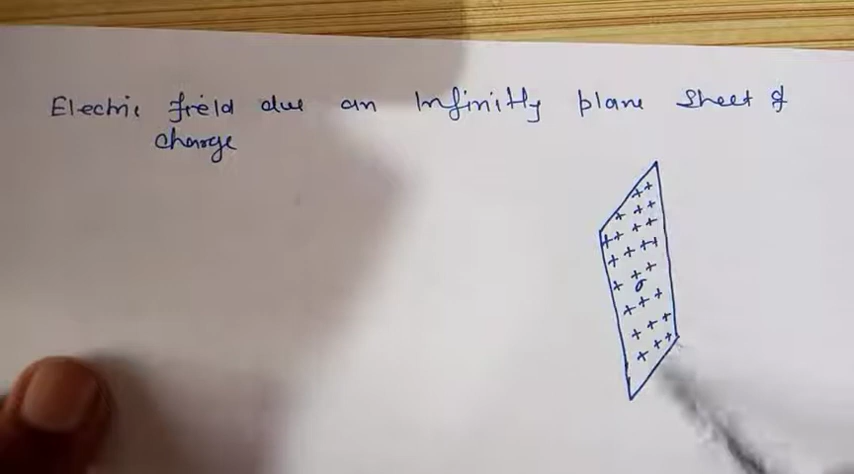 Electric field due an Infinitly plane sheet of
charge
σ